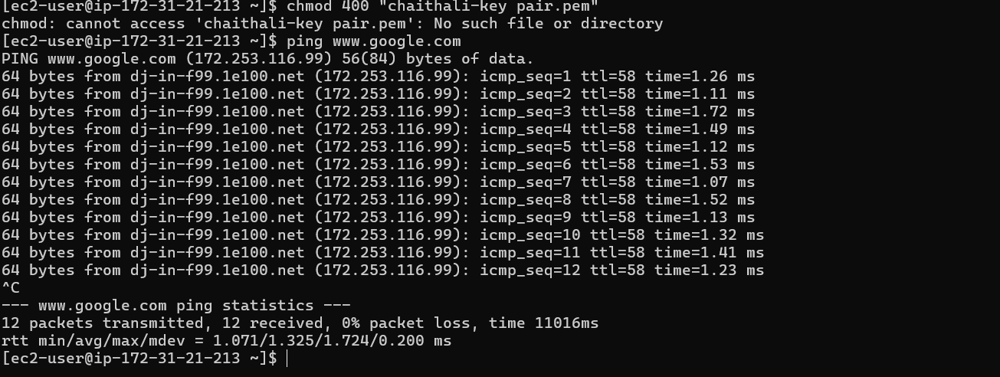 [ec2-user@ip-172-31-21-213 ~]$ chmod 400 "chaithali-key pair.pem"
chmod: cannot access 'chaithali-key pair.pem': No such file or directory
[ec2-user@ip-172-31-21-213 ~]$ ping www.google.com
PING www.google.com (172.253.116.99) 56(84) bytes of data.
64 bytes from dj-in-f99.1e100.net (172.253.116.99): icmp_seq=1 ttl=58 time=1.26 ms
64 bytes from dj-in-f99.1e100.net (172.253.116.99): icmp_seq=2 ttl=58 time=1.11 ms
64 bytes from dj-in-f99.1e100.net (172.253.116.99): icmp_seq=3 ttl=58 time=1.72 ms
64 bytes from dj-in-f99.1e100.net (172.253.116.99): icmp_seq=4 ttl=58 time=1.49 ms
64 bytes from dj-in-f99.1e100.net (172.253.116.99): icmp_seq=5 ttl=58 time=1.12 ms
64 bytes from dj-in-f99.1e100.net (172.253.116.99): icmp_seq=6 ttl=58 time=1.53 ms
64 bytes from dj-in-f99.1e100.net (172.253.116.99): icmp_seq=7 ttl=58 time=1.07 ms
64 bytes from dj-in-f99.1e100.net (172.253.116.99): icmp_seq=8 ttl=58 time=1.52 ms
64 bytes from dj-in-f99.1e100.net (172.253.116.99): icmp_seq=9 ttl=58 time=1.13 ms
64 bytes from dj-in-f99.1e100.net (172.253.116.99): icmp_seq=10 ttl=58 time=1.32 ms
64 bytes from dj-in-f99.1e100.net (172.253.116.99): icmp_seq=11 ttl=58 time=1.41 ms
64 bytes from dj-in-f99.1e100.net (172.253.116.99): icmp_seq=12 ttl=58 time=1.23 ms
^C
--- www.google.com ping statistics ---
12 packets transmitted, 12 received, 0% packet loss, time 11016ms
rtt min/avg/max/mdev = 1.071/1.325/1.724/0.200 ms
[ec2-user@ip-172-31-21-213 ~]$